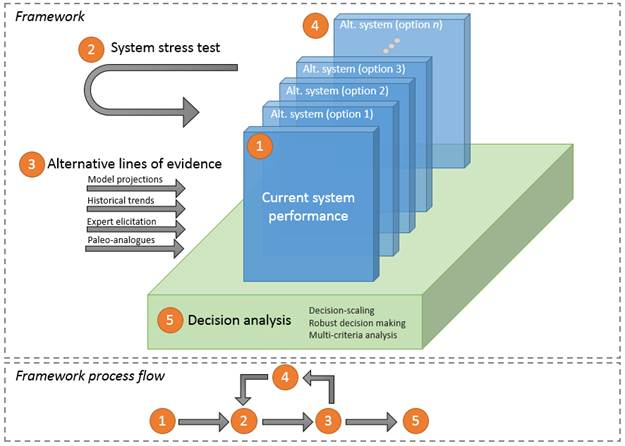 Framework
4
Alt. system (option n)
2
System stress test
Alt. system (option 3)
Alt. system (option 2)
Alt. system (option 1)
1
3
Alternative lines of evidence
Model projections
Historical trends
Expert elicitation
Paleo-analogues
Current system
performance
5
Decision analysis
Decision-scaling
Robust decision making
Multi-criteria analysis
Framework process flow
4
1
2
3
5